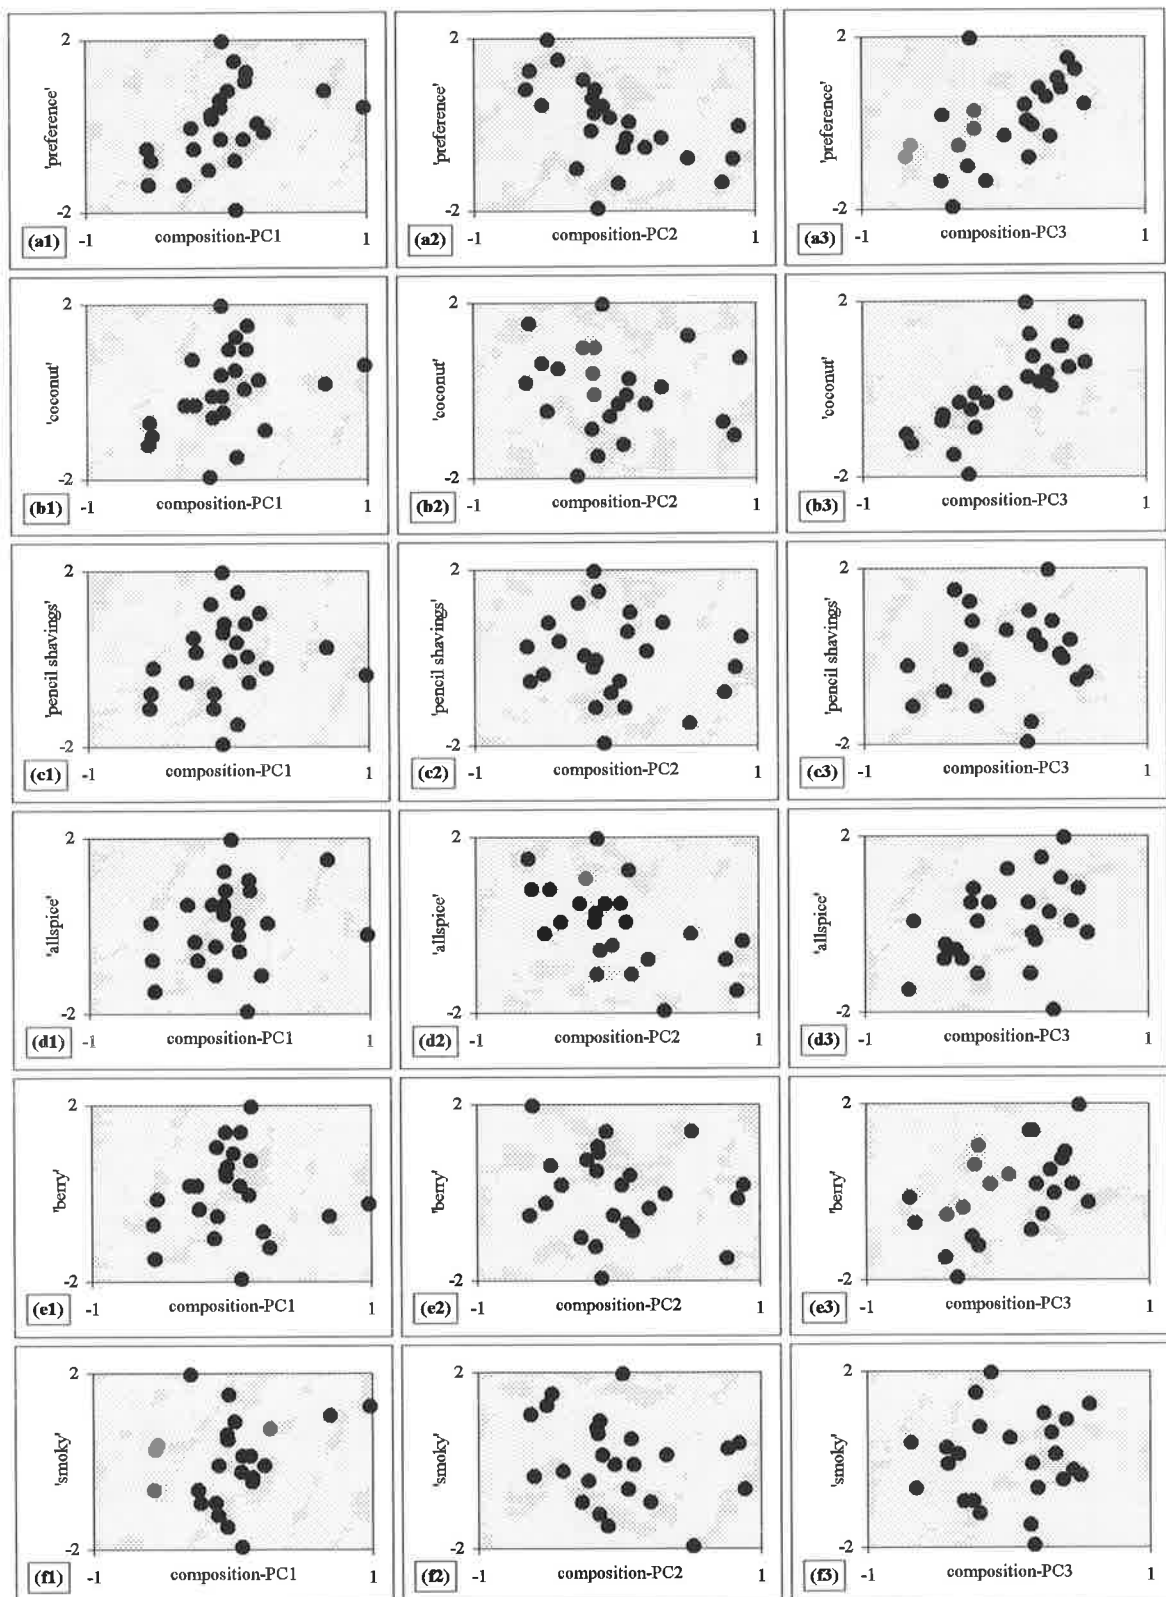 2 2 2
'preference' 'preference' 'preference'
-2 -2 -2
(a1) -1 composition-PC1 1 (a2) -1 composition-PC2 1 (a3) -1 composition-PC3 1
2 2 2
'coconut' 'coconut' 'coconut'
-2 -2 -2
(b1) -1 composition-PC1 1 (b2) -1 composition-PC2 1 (b3) -1 composition-PC3 1
2 2 2
'pencil shavings' 'pencil shavings' 'pencil shavings'
-2 -2 -2
(c1) -1 composition-PC1 1 (c2) -1 composition-PC2 1 (c3) -1 composition-PC3 1
2 2 2
'allspice' 'allspice' 'allspice'
-2 -2 -2
(d1) -1 composition-PC1 1 (d2) -1 composition-PC2 1 (d3) -1 composition-PC3 1
2 2 2
'berry' 'berry' 'berry'
-2 -2 -2
(e1) -1 composition-PC1 1 (e2) -1 composition-PC2 1 (e3) -1 composition-PC3 1
2 2 2
'smoky' 'smoky' 'smoky'
-2 -2 -2
(f1) -1 composition-PC1 1 (f2) -1 composition-PC2 1 (f3) -1 composition-PC3 1